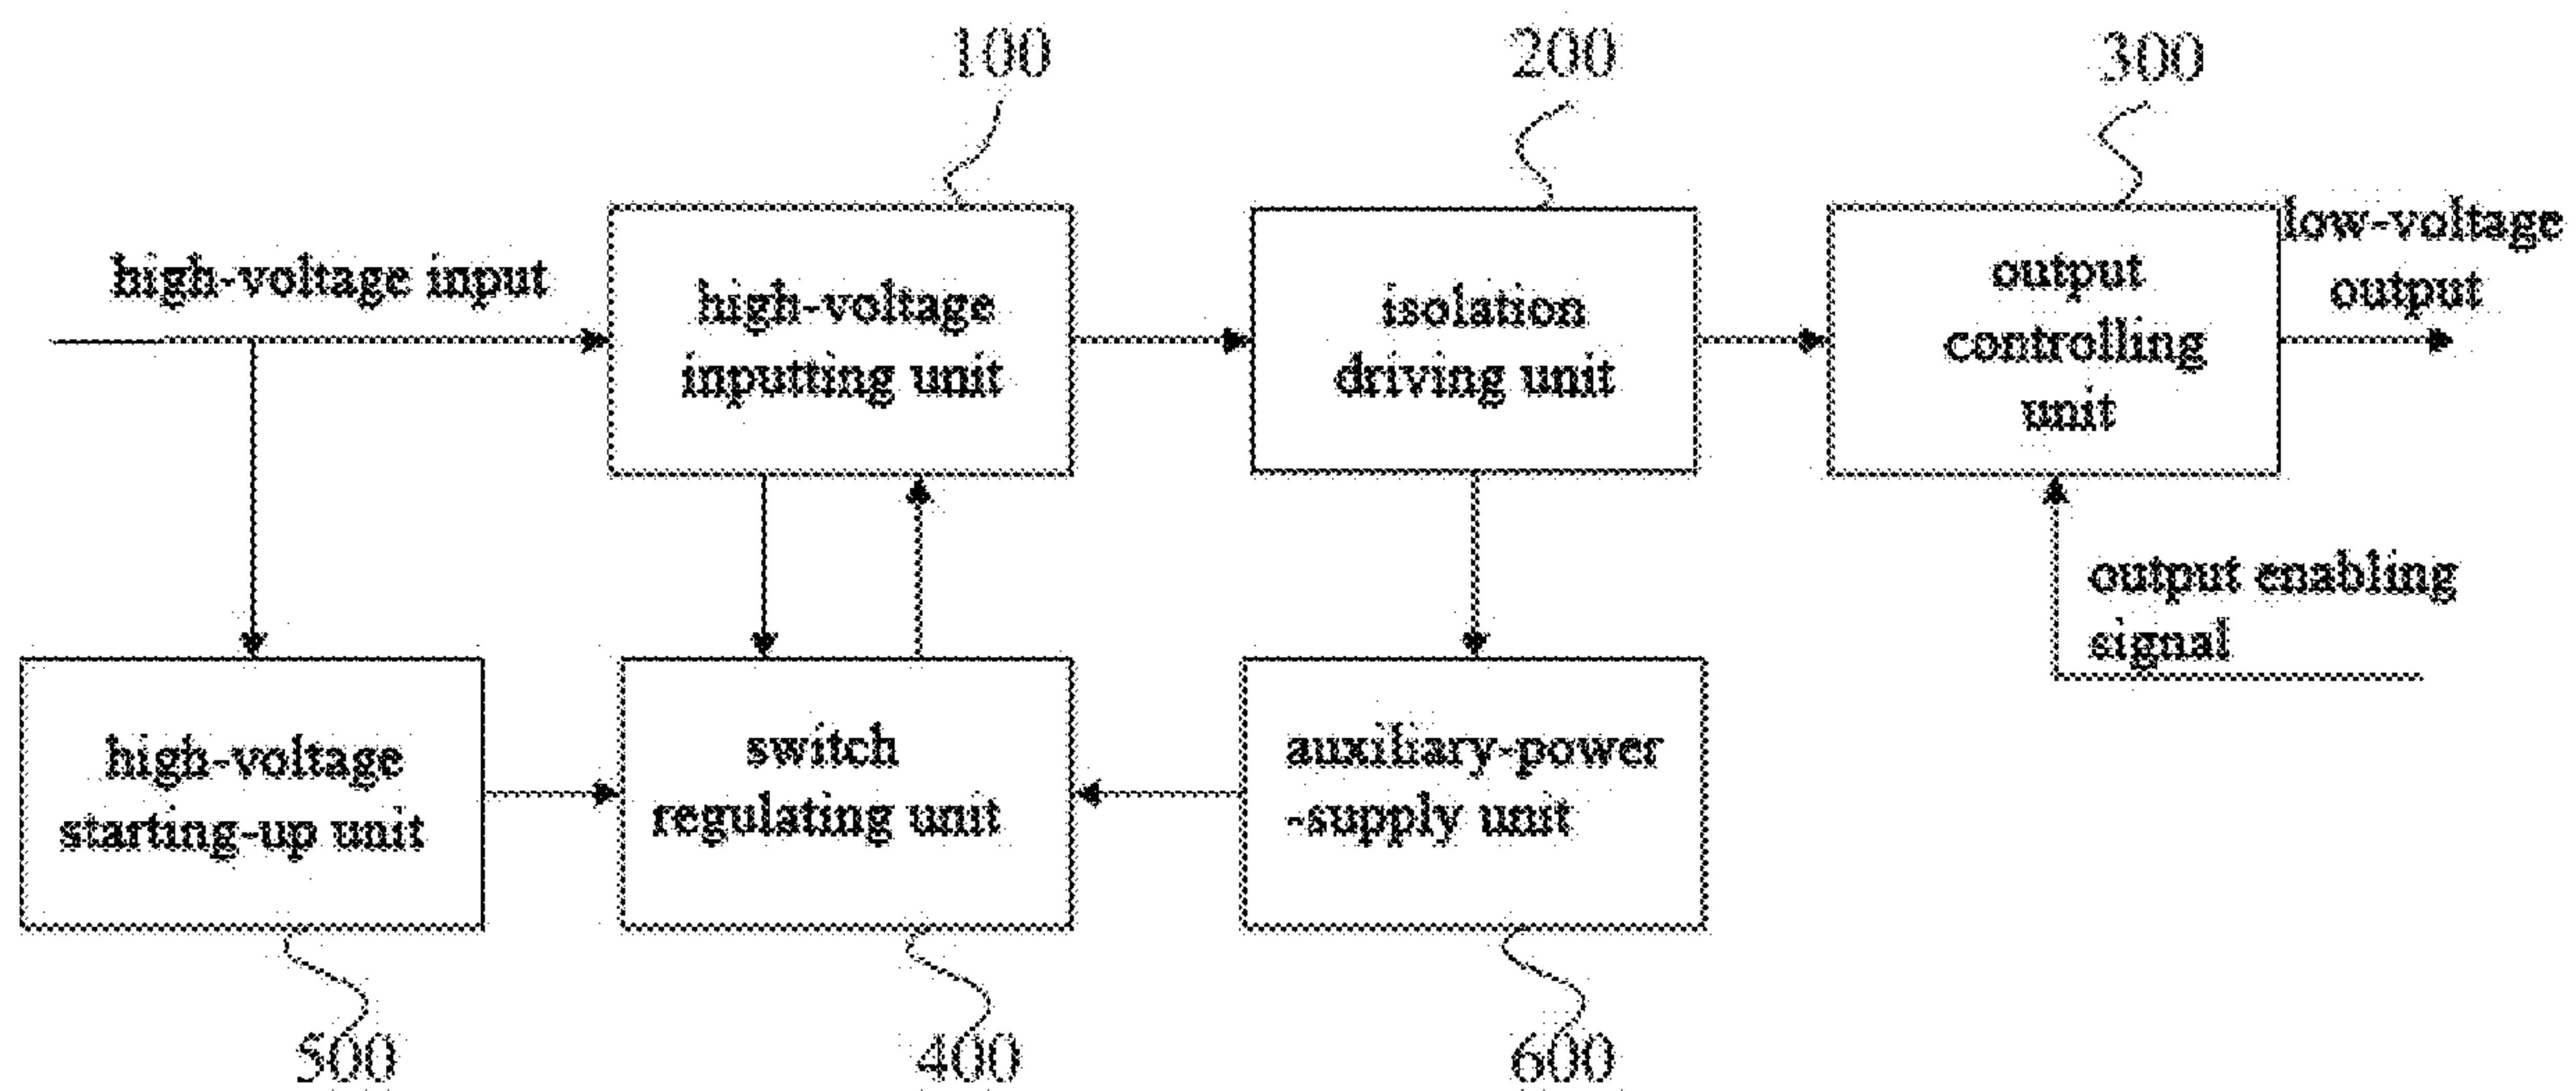 100
200
300
high-voltage input
high-voltage
inputting unit
isolation
driving unit
output
controlling
unit
low-voltage
output
output enabling
signal
high-voltage
starting-up unit
switch
regulating unit
auxiliary-power
-supply unit
500
400
600